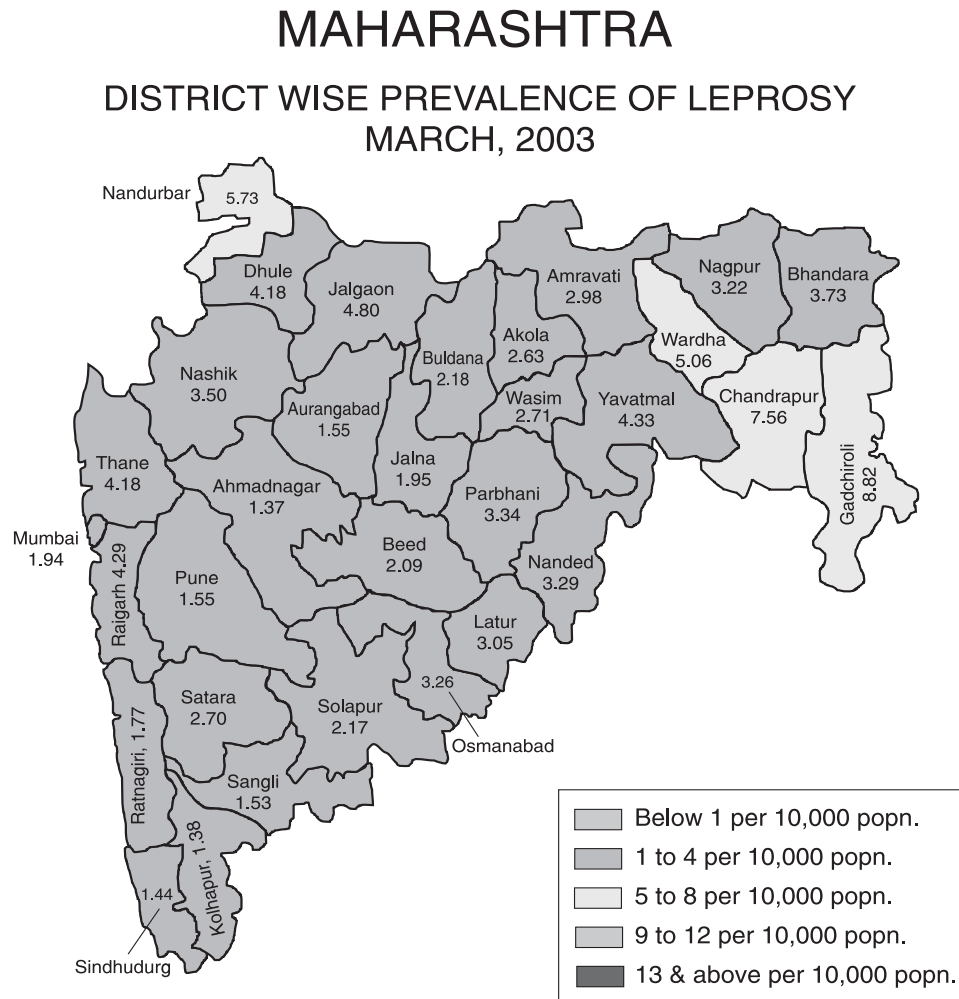 MAHARASHTRA
DISTRICT WISE PREVALENCE OF LEPROSY
MARCH, 2003
Nandurbar
5.73
Dhule
4.18
Jalgaon
4.80
Amravati
2.98
Nagpur
3.22
Bhandara
3.73
Akola
2.63
Buldana
2.18
Wardha
5.06
Nashik
3.50
Aurangabad
1.55
Wasim
2.71
Yavatmal
4.33
Chandrapur
7.56
Gadchiroli
8.82
Thane
4.18
Ahmadnagar
1.37
Jalna
1.95
Parbhani
3.34
Mumbai
1.94
Raigarh 4.29
Pune
1.55
Beed
2.09
Nanded
3.29
Latur
3.05
Satara
2.70
Solapur
2.17
3.26
Osmanabad
Ratnagiri, 1.77
Sangli
1.53
Kolhapur, 1.38
1.44
Sindhudurg
Below 1 per 10,000 popn.
1 to 4 per 10,000 popn.
5 to 8 per 10,000 popn.
9 to 12 per 10,000 popn.
13 & above per 10,000 popn.